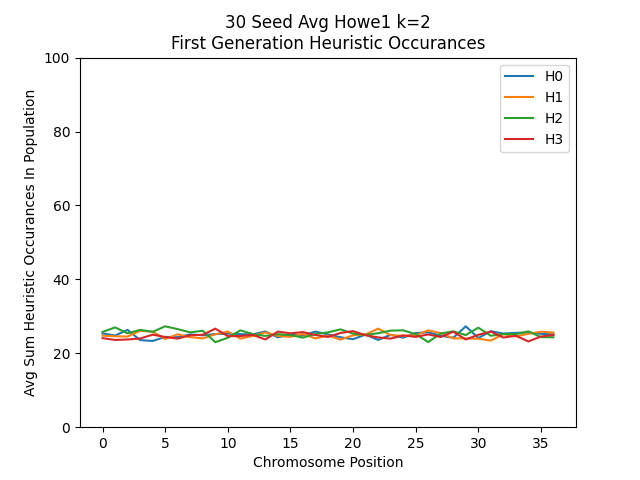 30 Seed Avg Howe1 k=2
First Generation Heuristic Occurances
Avg Sum Heuristic Occurances In Population
100
80
60
40
20
0
H0
H1
H2
H3
0 5 10 15 20 25 30 35
Chromosome Position